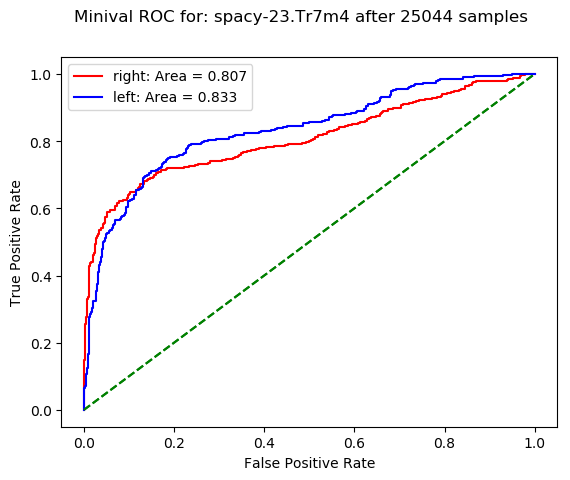 Minival ROC for: spacy-23.Tr7m4 after 25044 samples
right: Area = 0.807
left: Area = 0.833
True Positive Rate
1.0
0.8
0.6
0.4
0.2
0.0
0.0 0.2 0.4 0.6 0.8 1.0
False Positive Rate